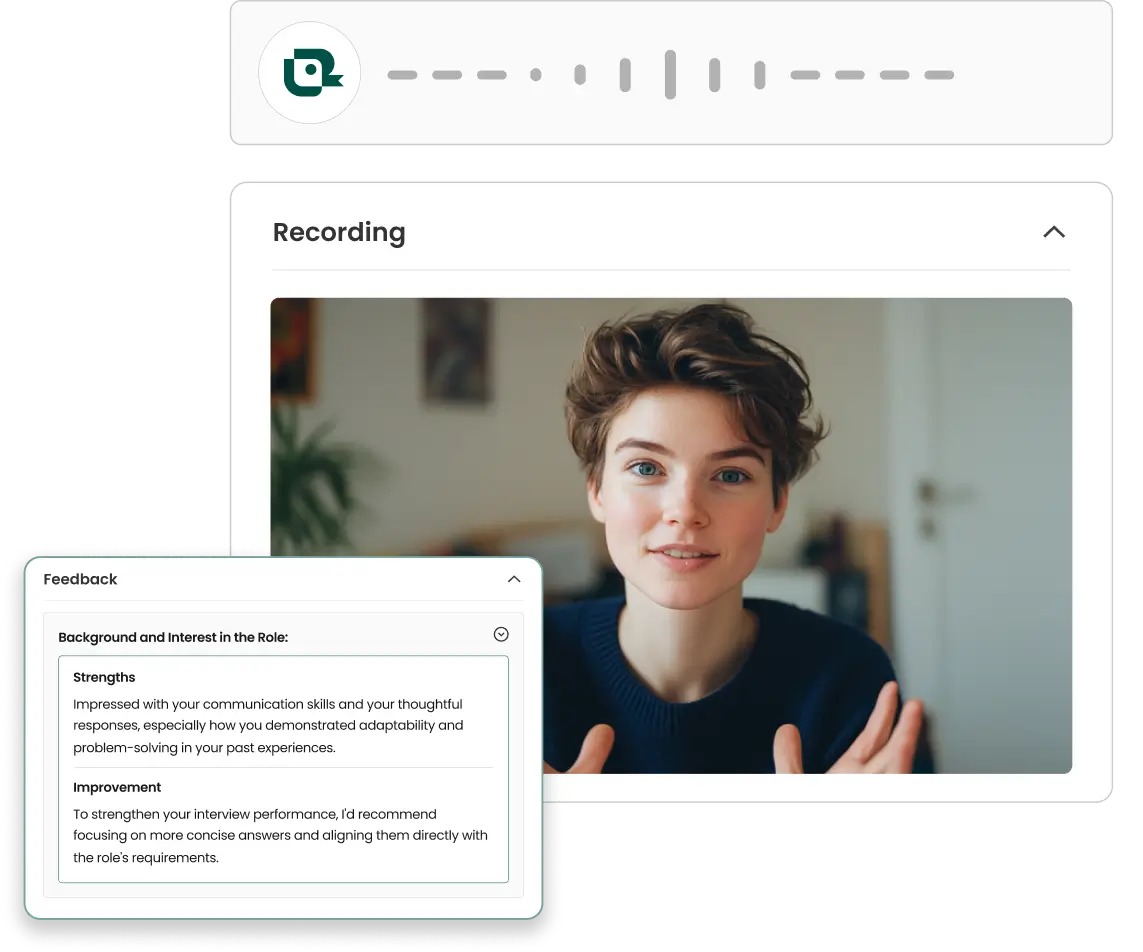 Recording
Feedback
Background and Interest in the Role:
Strengths
Impressed with your communication skills and your thoughtful
responses, especially how you demonstrated adaptability and
problem-solving in your past experiences.
Improvement
To strengthen your interview performance, I'd recommend
focusing on more concise answers and aligning them directly with
the role's requirements.